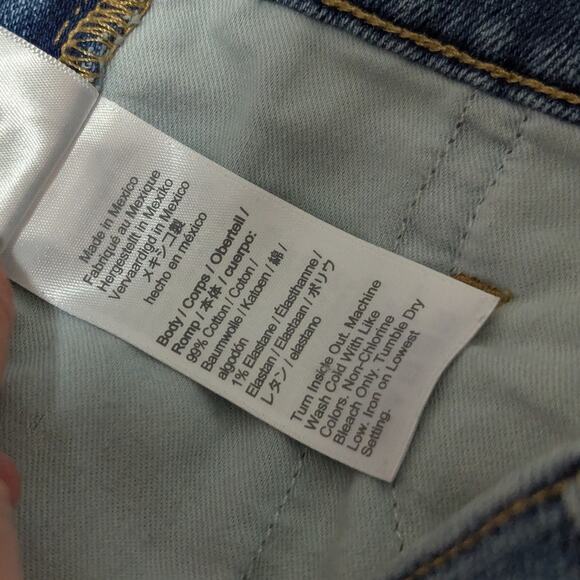 Made in Mexico
Fabriqué au Mexique
Hergestellt in Mexiko
Vervaardigd in Mexico
メキシコ製
hecho en méxico
Body / Corps / Oberteil /
Romp / 本体 / cuerpo:
99% Cotton / Coton /
Baumwolle / Katoen / 綿 /
algodón
1% Elastane / Elasthanne /
Elastan / Elastaan / ポリウ
レタン / elastano
Turn Inside Out. Machine
Wash Cold With Like
Colors. Non-Chlorine
Bleach Only. Tumble Dry
Low. Iron on Lowest
Setting.